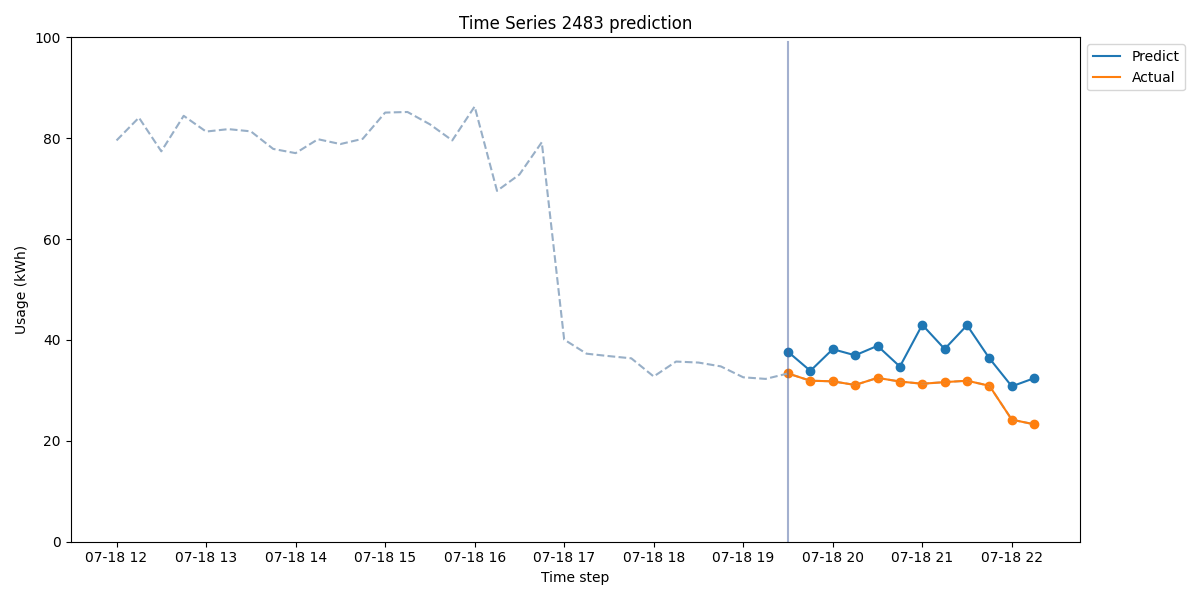 Time Series 2483 prediction
Predict
Actual
Usage (kWh)
100
80
60
40
20
0
07-18 12 07-18 13 07-18 14 07-18 15 07-18 16 07-18 17 07-18 18 07-18 19 07-18 20 07-18 21 07-18 22
Time step